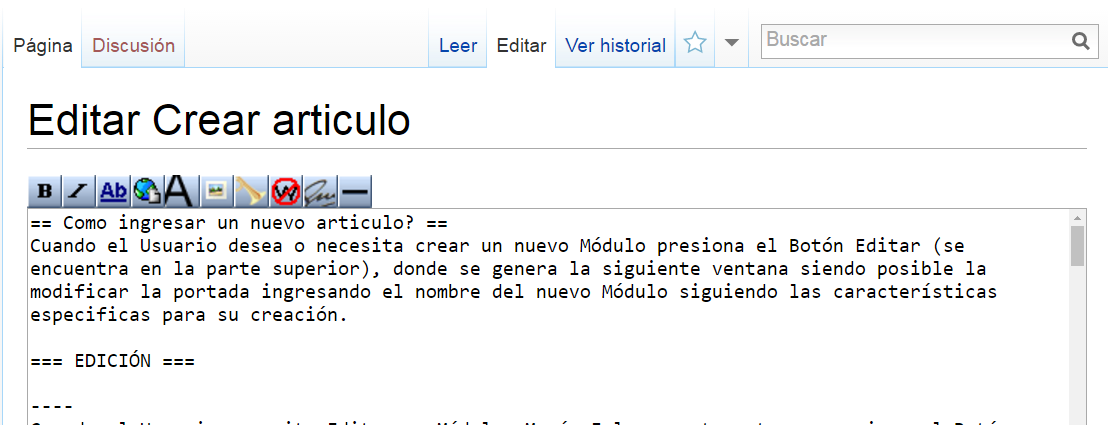 Página Discusión Leer Editar Ver historial Buscar
Editar Crear articulo
B I Ab A W
== Como ingresar un nuevo articulo? ==
Cuando el Usuario desea o necesita crear un nuevo Módulo presiona el Botón Editar (se
encuentra en la parte superior), donde se genera la siguiente ventana siendo posible la
modificar la portada ingresando el nombre del nuevo Módulo siguiendo las características
especificas para su creación.
=== EDICIÓN ===
----